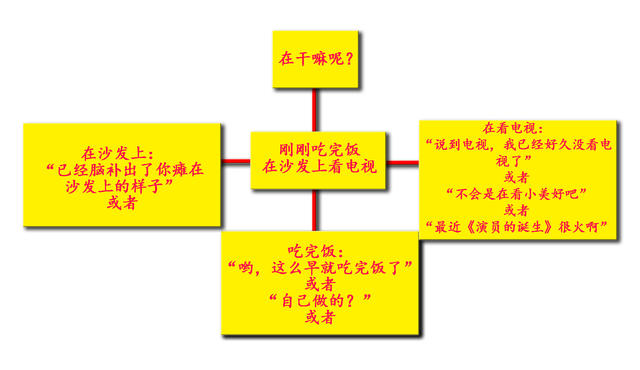 在干嘛呢？
刚刚吃完饭
在沙发上看电视
在沙发上：
“已经脑补出了你瘫在
沙发上的样子”
或者
在看电视：
“说到电视，我已经好久没看电
视了”
或者
“不会是在看小美好吧”
或者
“最近《演员的诞生》很火啊”
吃完饭：
“哟，这么早就吃完饭了”
或者
“自己做的？”
或者